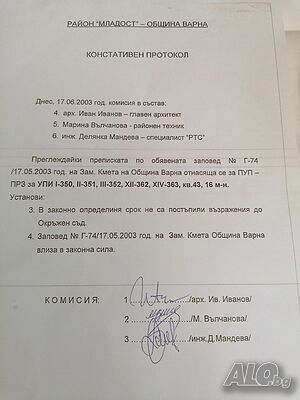 РАЙОН "МЛАДОСТ" – ОБЩИНА ВАРНА
КОНСТАТИВЕН ПРОТОКОЛ
Днес, 17.06.2003 год. комисия в състав:
4. арх. Иван Иванов – главен архитект
5. Марина Вълчанова - районен техник
6. инж. Делянка Мандева – специалист "РТС"
Преглеждайки преписката по обявената заповед № Г-74
/17.05.2003 год. на Зам. Кмета на Община Варна отнасяща се за ПУП –
ПРЗ за УПИ I-350, II-351, III-352, XII-362, XIV-363, кв.43, 16 м-н.
Установи:
3. В законно определния срок не са постъпили възражения до
Окръжен съд.
4. Заповед № Г-74/17.05.2003 год. на Зам. Кмета Община Варна
влиза в законна сила.
КОМИСИЯ: 1 /арх. Ив. Иванов/
2 /М. Вълчанова/
3 /инж.Д.Мандева/
ALO.bg